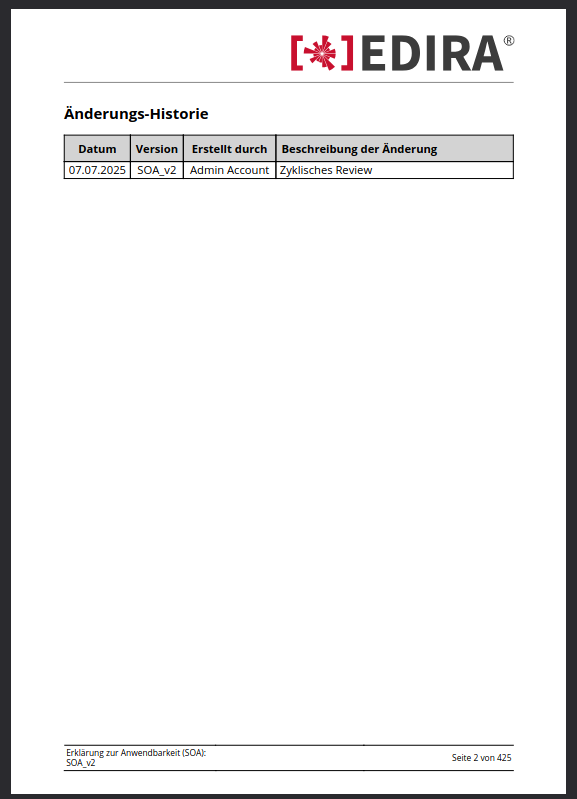 [*]EDIRA®
Änderungs-Historie
Datum Version Erstellt durch Beschreibung der Änderung
07.07.2025 SOA_v2 Admin Account Zyklisches Review
Erklärung zur Anwendbarkeit (SOA):
SOA_v2
Seite 2 von 425